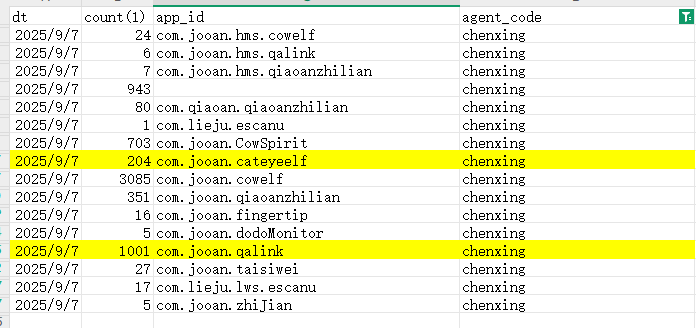 dt count(1) app_id agent_code
2025/9/7 24 com.jooan.hms.cowelf chenxing
2025/9/7 6 com.jooan.hms.qalink chenxing
2025/9/7 7 com.jooan.hms.qiaoanzhilian chenxing
2025/9/7 943 chenxing
2025/9/7 80 com.qiaoan.qiaoanzhilian chenxing
2025/9/7 1 com.lieju.escanu chenxing
2025/9/7 703 com.jooan.CowSpirit chenxing
2025/9/7 204 com.jooan.cateyeelf chenxing
2025/9/7 3085 com.jooan.cowelf chenxing
2025/9/7 351 com.jooan.qiaoanzhilian chenxing
2025/9/7 16 com.jooan.fingertip chenxing
2025/9/7 5 com.jooan.dodoMonitor chenxing
2025/9/7 1001 com.jooan.qalink chenxing
2025/9/7 27 com.jooan.taisiwei chenxing
2025/9/7 17 com.lieju.lws.escanu chenxing
2025/9/7 5 com.jooan.zhiJian chenxing